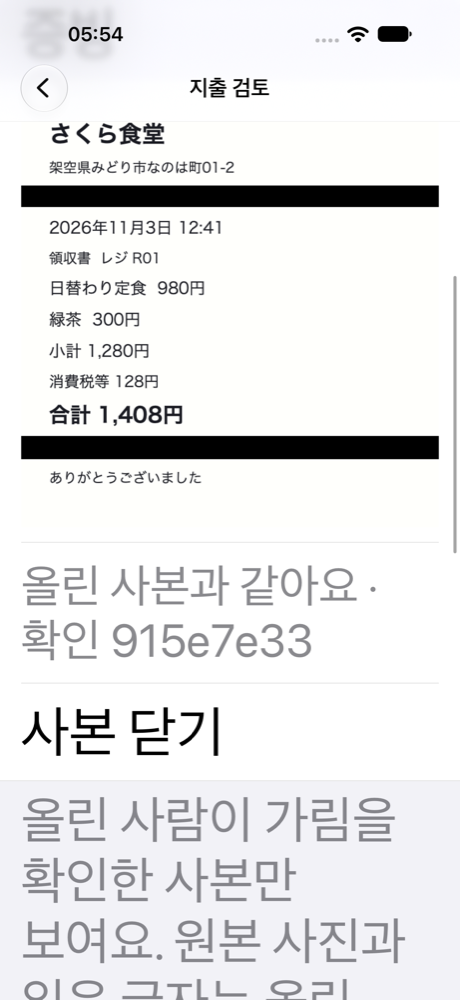 05:54
지출 검토
さくら食堂
架空県みどり市なのは町01-2
2026年11月3日 12:41
領収書 レジ R01
日替わり定食 980円
緑茶 300円
小計 1,280円
消費税等 128円
合計 1,408円
ありがとうございました
올린 사본과 같아요 ·
확인 915e7e33
사본 닫기
올린 사람이 가림을
확인한 사본만
보여요. 원본 사진과